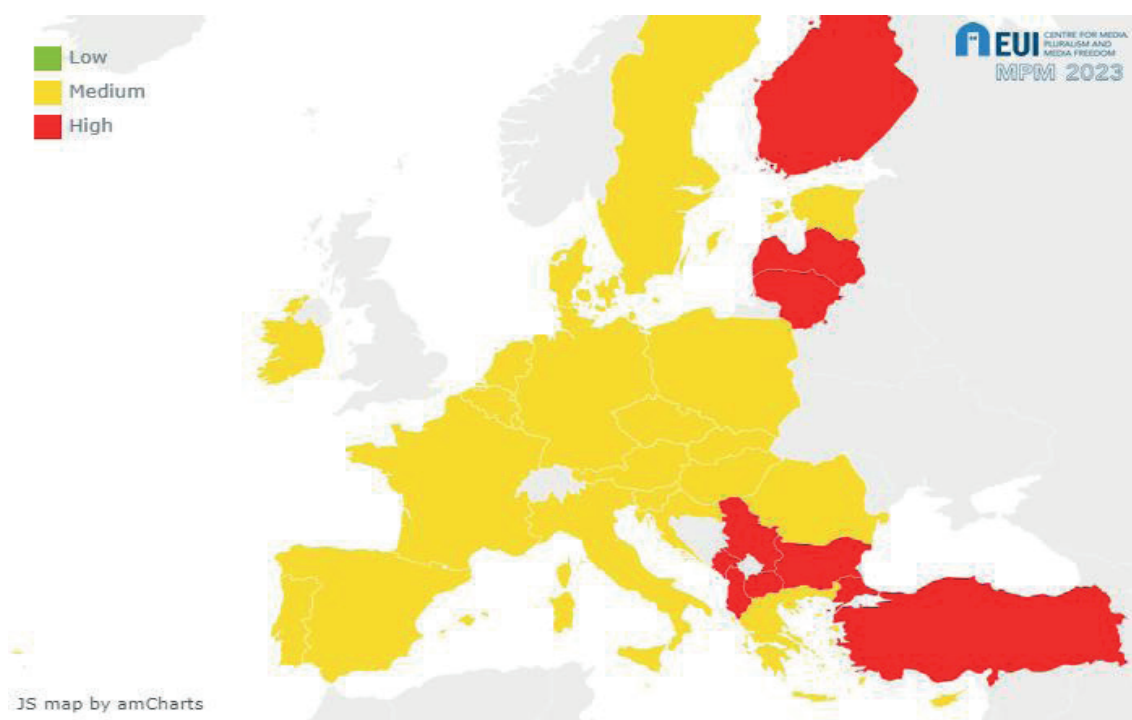 Low
Medium
High
EUI
CENTRE FOR MEDIA
PLURALISM AND
MEDIA FREEDOM
MPM 2023
JS map by amCharts